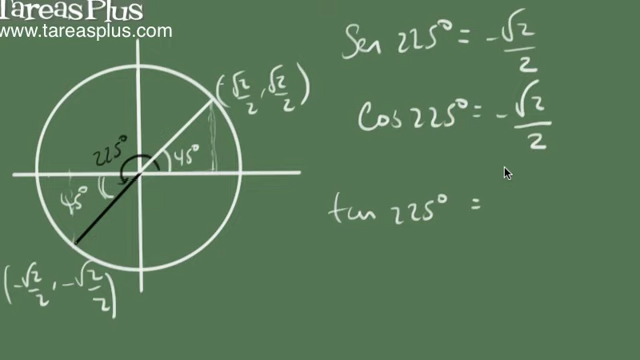 TareasPlus
www.tareasplus.com
(√2/2, √2/2)
225°
45°
45°
(-√2/2, -√2/2)
Sen 225° = -√2/2
Cos 225° = -√2/2
tan 225° =